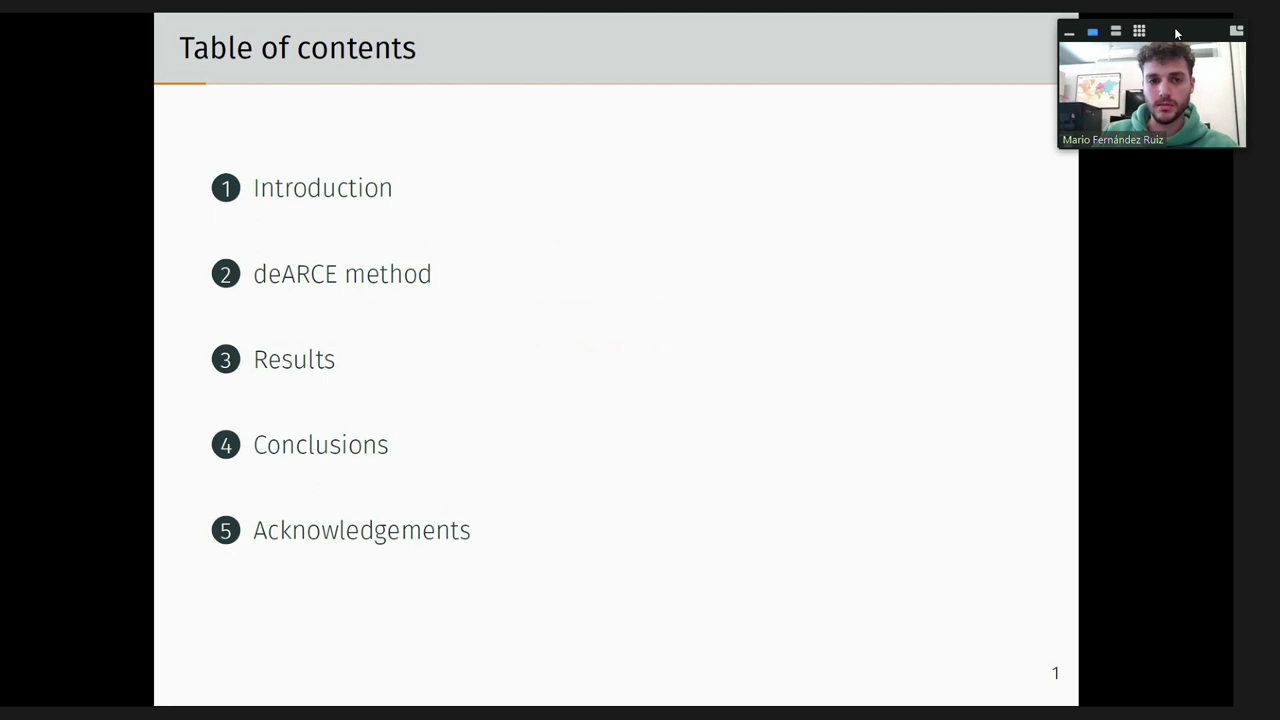 Table of contents
1 Introduction
2 deARCE method
3 Results
4 Conclusions
5 Acknowledgements
1
Mario Fernández Ruiz